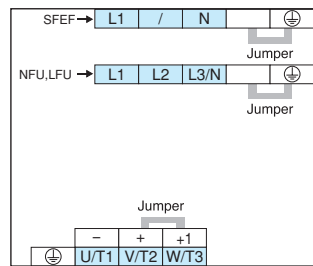 SFEF → L1 / N ⏚
Jumper
NFU,LFU → L1 L2 L3/N ⏚
Jumper
Jumper
− + +1
⏚ U/T1 V/T2 W/T3